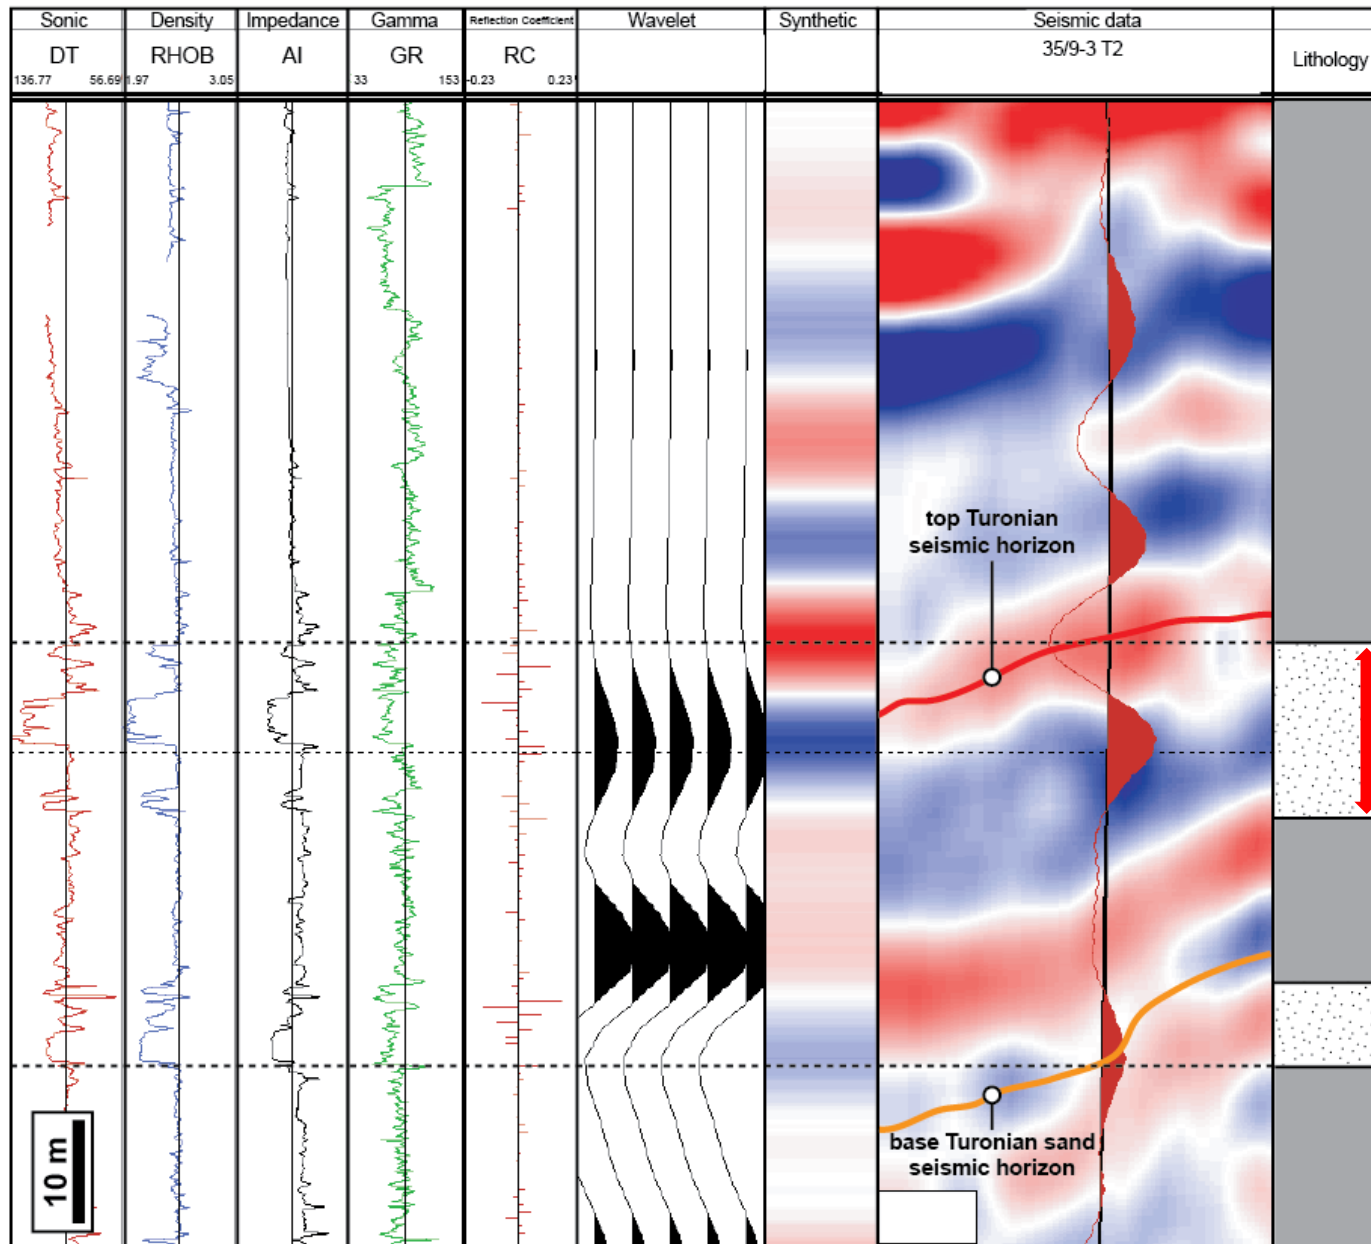 Sonic Density Impedance Gamma Reflection Coefficient Wavelet Synthetic Seismic data
DT RHOB AI GR RC 35/9-3 T2 Lithology
136.77 56.69 1.97 3.05 33 153 -0.23 0.23
top Turonian
seismic horizon
base Turonian sand
seismic horizon
10 m